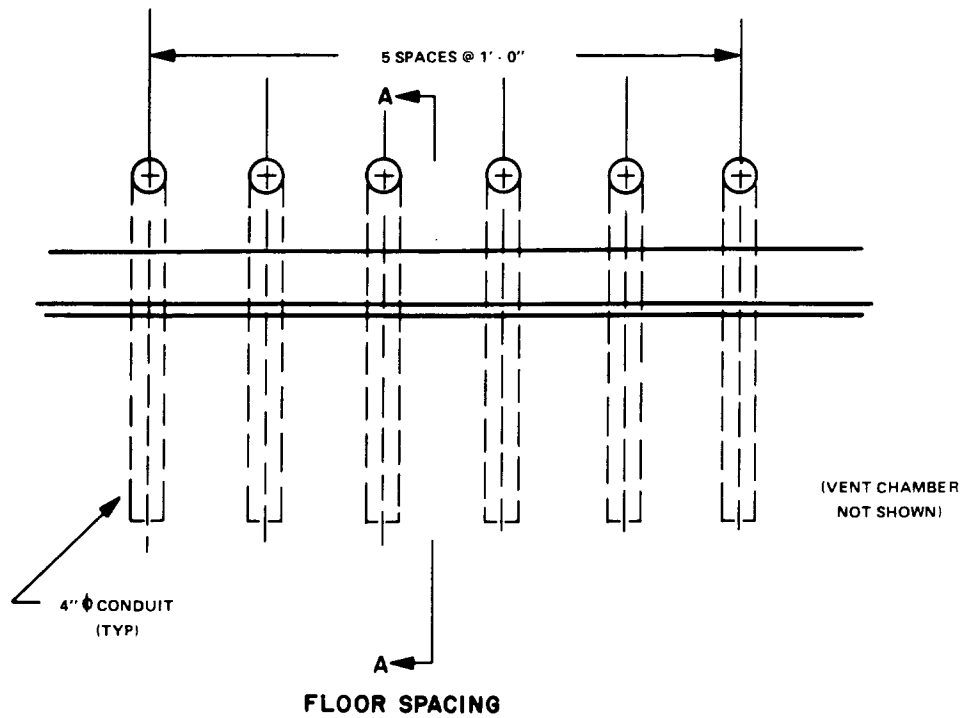 5 SPACES @ 1' - 0"
A
(VENT CHAMBER
NOT SHOWN)
4" ϕ CONDUIT
(TYP)
A
FLOOR SPACING